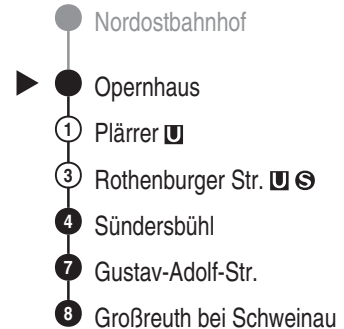 Nordostbahnhof
Opernhaus
1 Plärrer U
3 Rothenburger Str. U S
4 Sündersbühl
7 Gustav-Adolf-Str.
8 Großreuth bei Schweinau